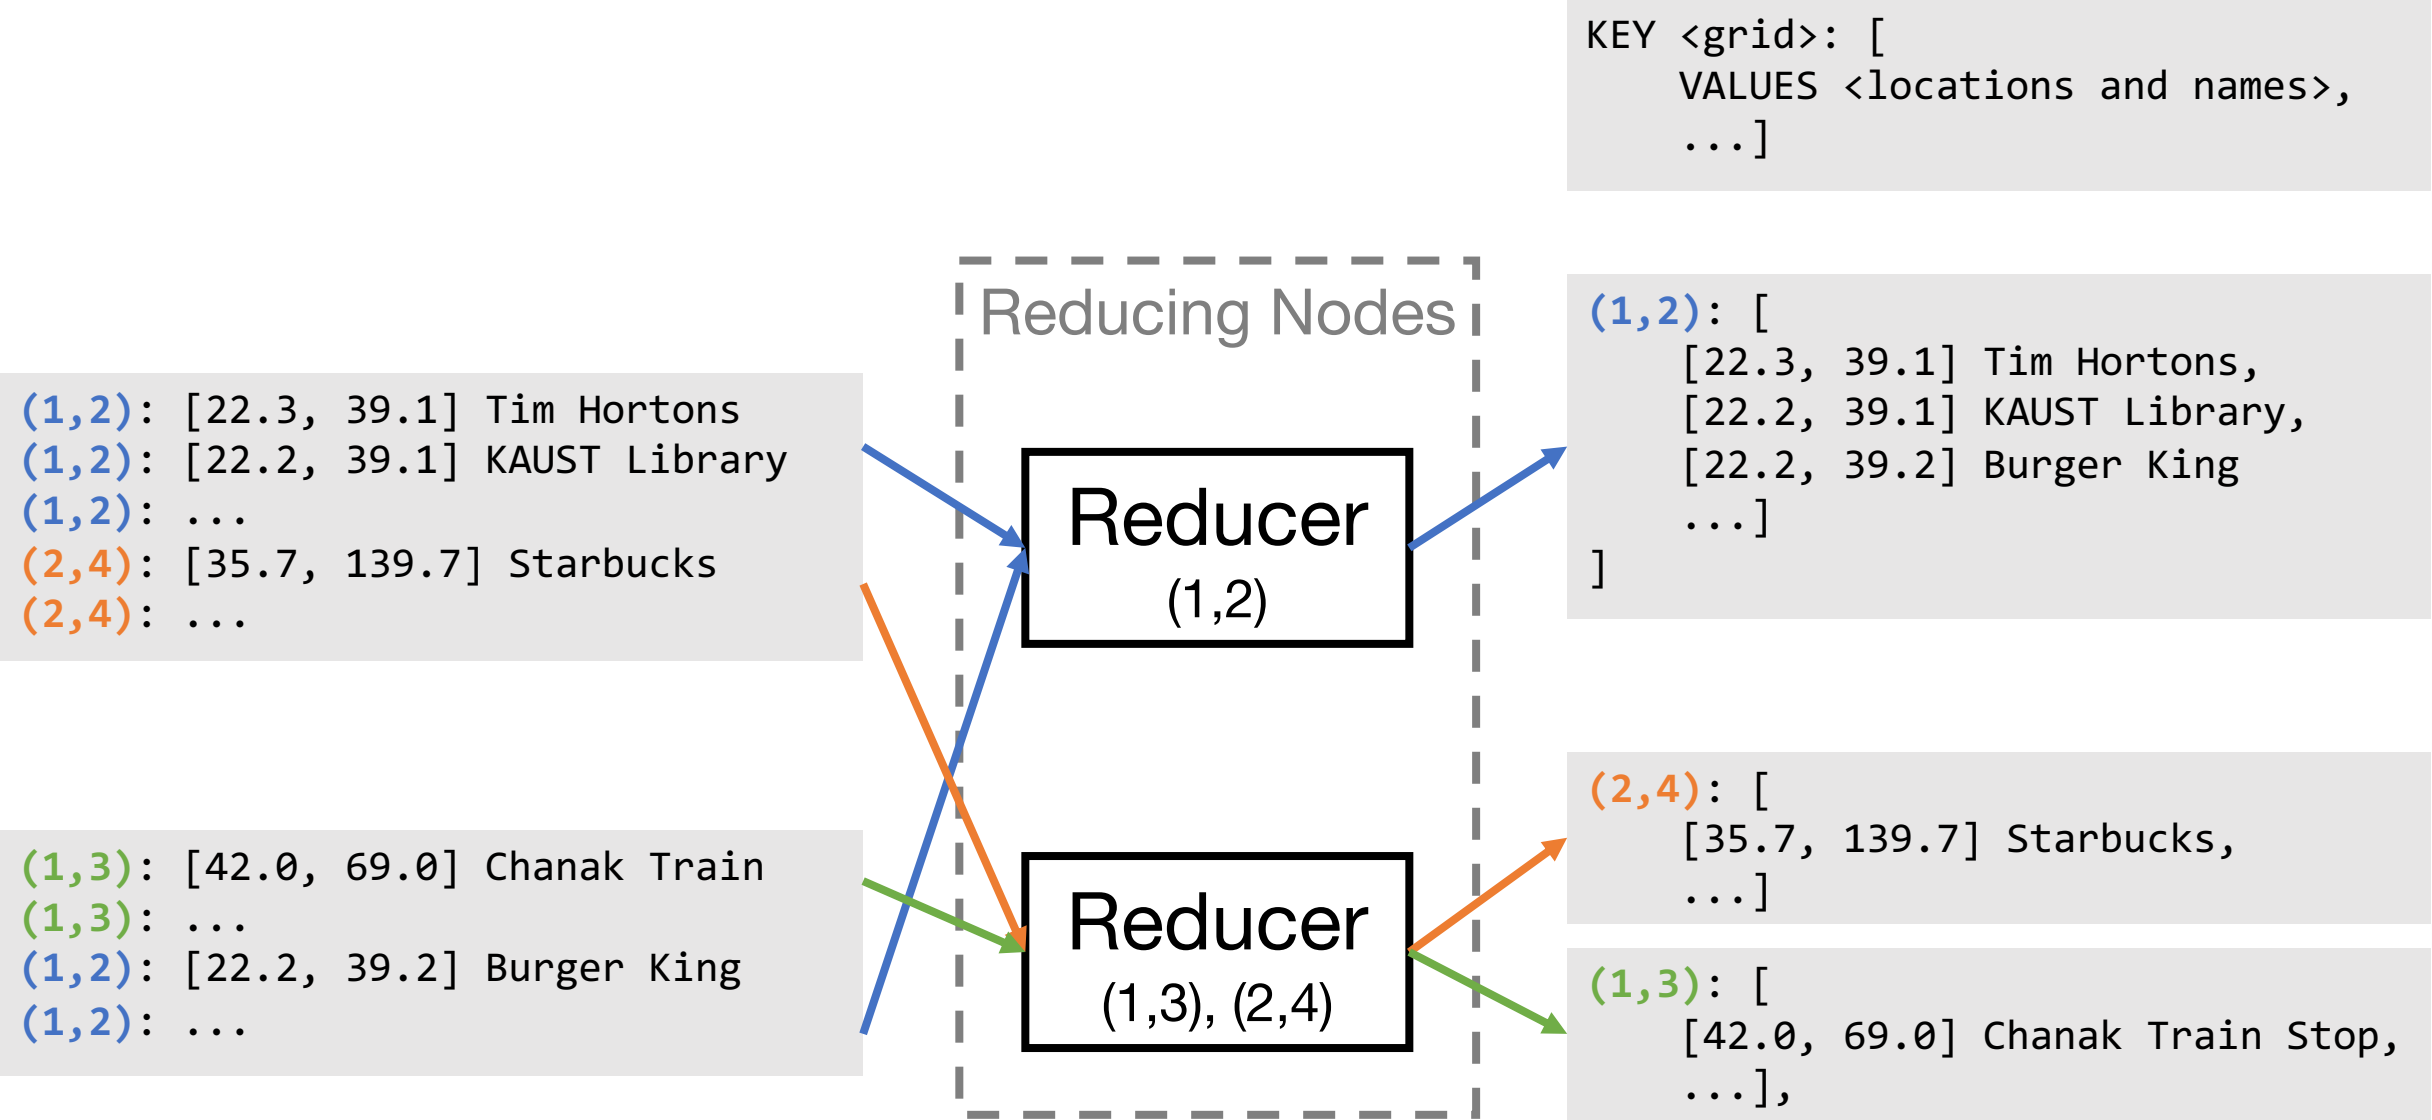 KEY <grid>: [
VALUES <locations and names>,
...]
Reducing Nodes
(1,2): [22.3, 39.1] Tim Hortons
(1,2): [22.2, 39.1] KAUST Library
(1,2): ...
(2,4): [35.7, 139.7] Starbucks
(2,4): ...
(1,3): [42.0, 69.0] Chanak Train
(1,3): ...
(1,2): [22.2, 39.2] Burger King
(1,2): ...
Reducer
(1,2)
Reducer
(1,3), (2,4)
(1,2): [
[22.3, 39.1] Tim Hortons,
[22.2, 39.1] KAUST Library,
[22.2, 39.2] Burger King
...]
]
(2,4): [
[35.7, 139.7] Starbucks,
...]
(1,3): [
[42.0, 69.0] Chanak Train Stop,
...],